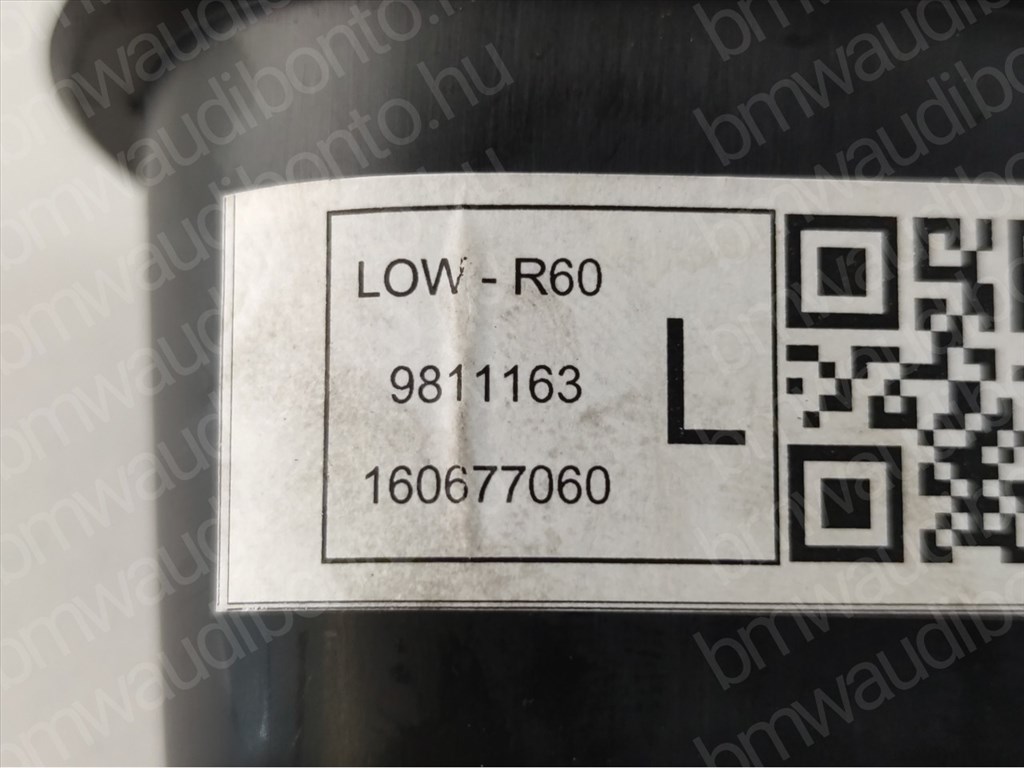 LOW - R60
9811163
160677060
L
bmwaudibonto.hu